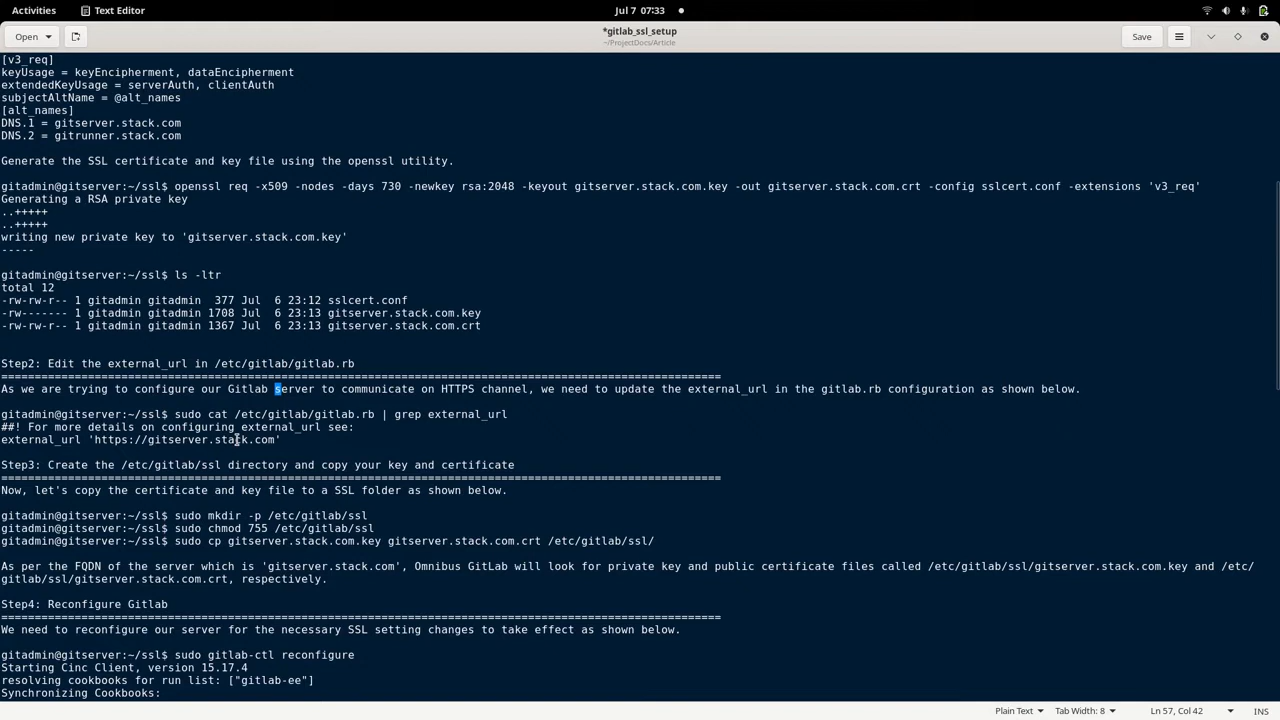 Activities
Text Editor
Jul 7 07:33
Open
*gitlab_ssl_setup
~/ProjectDocs/Article
Save
[v3_req]
keyUsage = keyEncipherment, dataEncipherment
extendedKeyUsage = serverAuth, clientAuth
subjectAltName = @alt_names
[alt_names]
DNS.1 = gitserver.stack.com
DNS.2 = gitrunner.stack.com
Generate the SSL certificate and key file using the openssl utility.
gitadmin@gitserver:~/ssl$ openssl req -x509 -nodes -days 730 -newkey rsa:2048 -keyout gitserver.stack.com.key -out gitserver.stack.com.crt -config sslcert.conf -extensions 'v3_req'
Generating a RSA private key
..+++++
..+++++
writing new private key to 'gitserver.stack.com.key'
-----
gitadmin@gitserver:~/ssl$ ls -ltr
total 12
-rw-rw-r-- 1 gitadmin gitadmin  377 Jul  6 23:12 sslcert.conf
-rw------- 1 gitadmin gitadmin 1708 Jul  6 23:13 gitserver.stack.com.key
-rw-rw-r-- 1 gitadmin gitadmin 1367 Jul  6 23:13 gitserver.stack.com.crt
Step2: Edit the external_url in /etc/gitlab/gitlab.rb
============================================================================================
As we are trying to configure our Gitlab server to communicate on HTTPS channel, we need to update the external_url in the gitlab.rb configuration as shown below.
gitadmin@gitserver:~/ssl$ sudo cat /etc/gitlab/gitlab.rb | grep external_url
##! For more details on configuring external_url see:
external_url 'https://gitserver.stack.com'
Step3: Create the /etc/gitlab/ssl directory and copy your key and certificate
============================================================================================
Now, let's copy the certificate and key file to a SSL folder as shown below.
gitadmin@gitserver:~/ssl$ sudo mkdir -p /etc/gitlab/ssl
gitadmin@gitserver:~/ssl$ sudo chmod 755 /etc/gitlab/ssl
gitadmin@gitserver:~/ssl$ sudo cp gitserver.stack.com.key gitserver.stack.com.crt /etc/gitlab/ssl/
As per the FQDN of the server which is 'gitserver.stack.com', Omnibus GitLab will look for private key and public certificate files called /etc/gitlab/ssl/gitserver.stack.com.key and /etc/
gitlab/ssl/gitserver.stack.com.crt, respectively.
Step4: Reconfigure Gitlab
============================================================================================
We need to reconfigure our server for the necessary SSL setting changes to take effect as shown below.
gitadmin@gitserver:~/ssl$ sudo gitlab-ctl reconfigure
Starting Cinc Client, version 15.17.4
resolving cookbooks for run list: ["gitlab-ee"]
Synchronizing Cookbooks:
Plain Text
Tab Width: 8
Ln 57, Col 42
INS